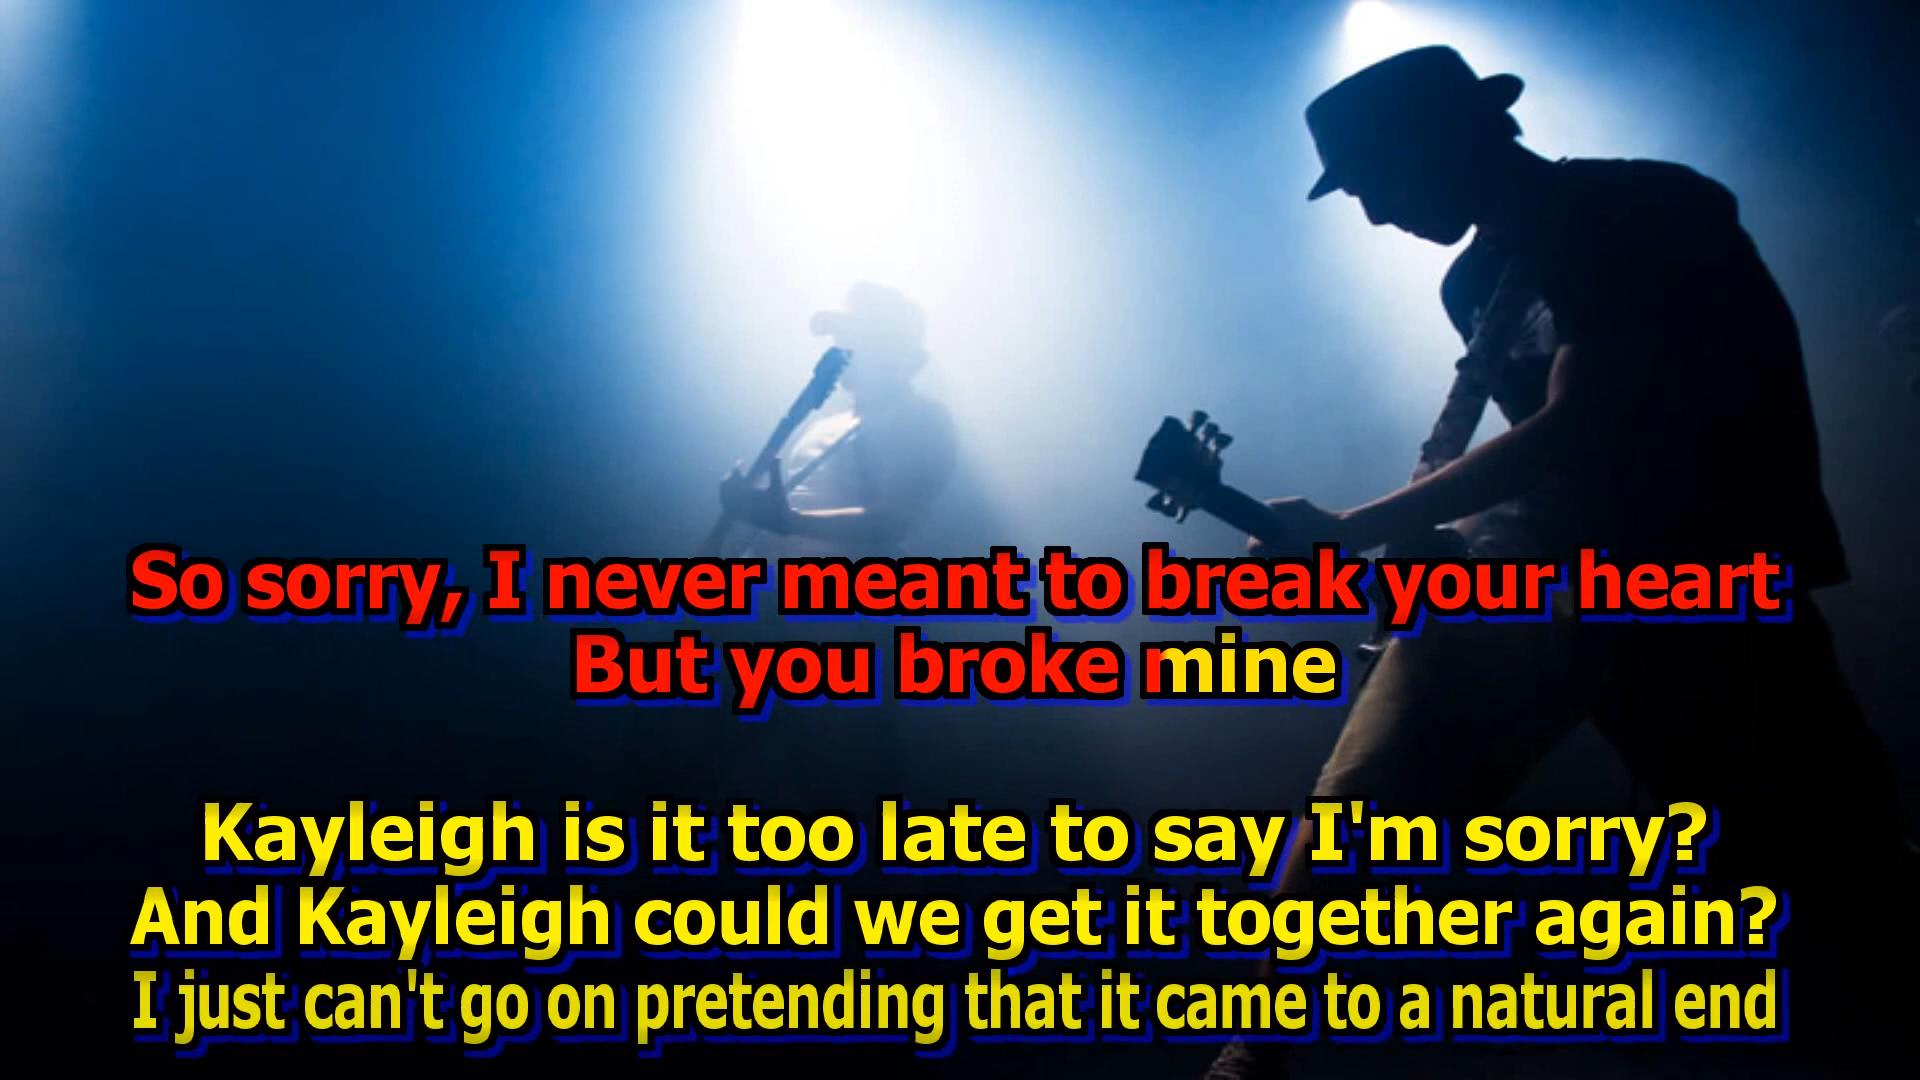 So sorry, I never meant to break your heart
But you broke mine
Kayleigh is it too late to say I'm sorry?
And Kayleigh could we get it together again?
I just can't go on pretending that it came to a natural end